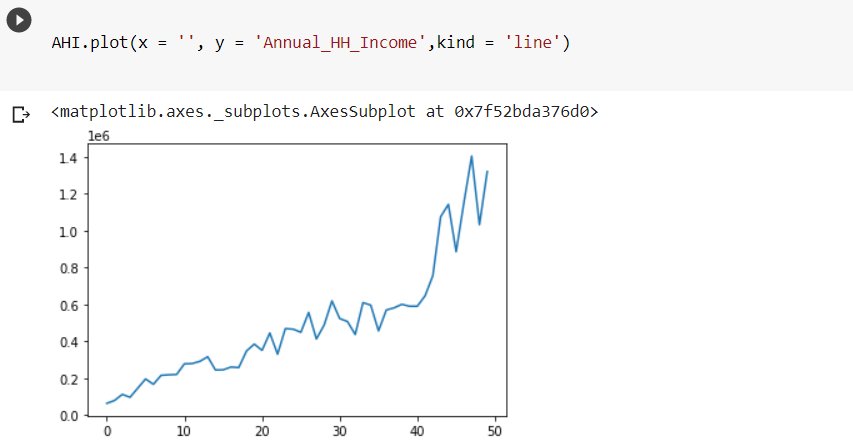 AHI.plot(x = '', y = 'Annual_HH_Income',kind = 'line')
<matplotlib.axes._subplots.AxesSubplot at 0x7f52bda376d0>
1e6
1.4
1.2
1.0
0.8
0.6
0.4
0.2
0.0
0 10 20 30 40 50